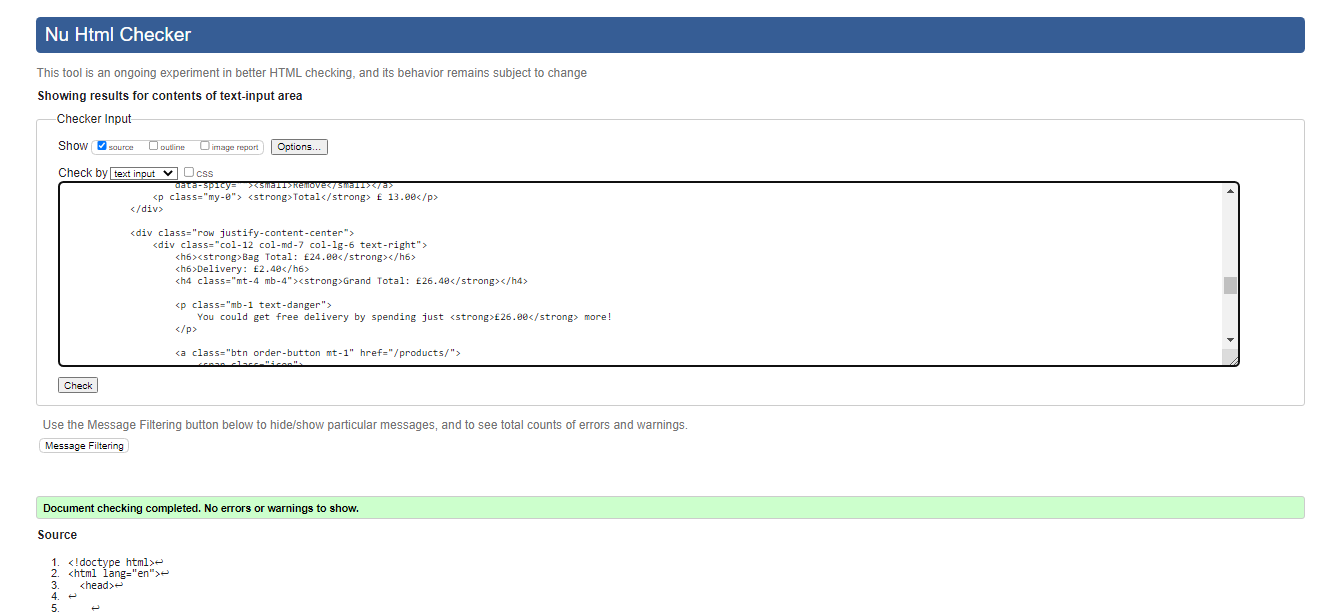 Nu Html Checker
This tool is an ongoing experiment in better HTML checking, and its behavior remains subject to change
Showing results for contents of text-input area
Checker Input
Show source outline image report Options...
Check by text input css
data-spicy=""><small>Remove</small></a>
<p class="my-0"> <strong>Total</strong> £ 13.00</p>
</div>
<div class="row justify-content-center">
<div class="col-12 col-md-7 col-lg-6 text-right">
<h6><strong>Bag Total: £24.00</strong></h6>
<h6>Delivery: £2.40</h6>
<h4 class="mt-4 mb-4"><strong>Grand Total: £26.40</strong></h4>
<p class="mb-1 text-danger">
You could get free delivery by spending just <strong>£26.00</strong> more!
</p>
<a class="btn order-button mt-1" href="/products/">
<span class="icon">
Check
Use the Message Filtering button below to hide/show particular messages, and to see total counts of errors and warnings.
Message Filtering
Document checking completed. No errors or warnings to show.
Source
1. <!doctype html>↩
2. <html lang="en">↩
3. <head>↩
4. ↩
5. ↩